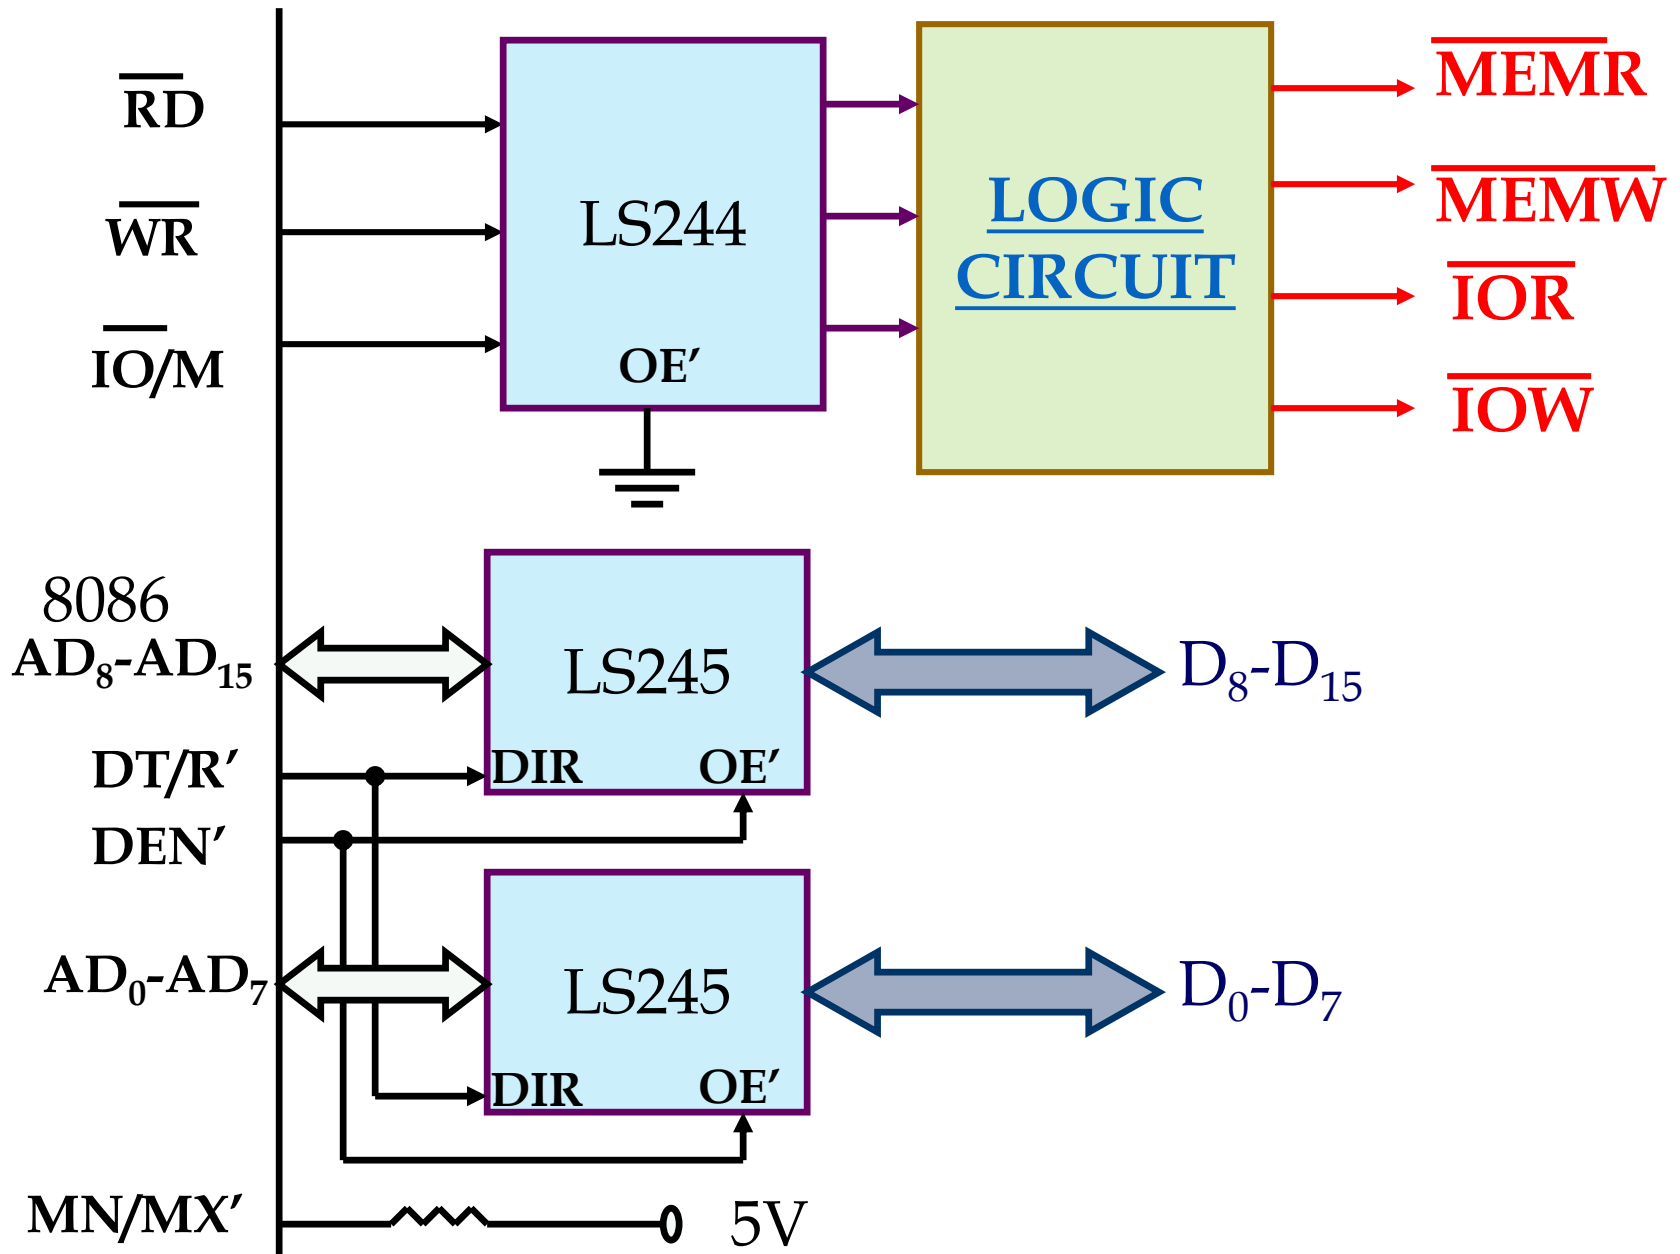 RD
WR
IO/M
LS244
OE′
LOGIC
CIRCUIT
MEMR
MEMW
IOR
IOW
8086
AD₈-AD₁₅
LS245
D₈-D₁₅
DT/R′
DIR
OE′
DEN′
AD₀-AD₇
LS245
D₀-D₇
DIR
OE′
MN/MX′
5V